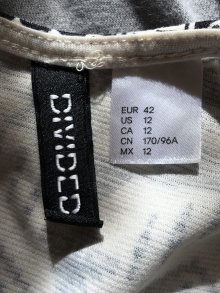 DIVIDED
EUR 42
US 12
CA 12
CN 170/96A
MX 12